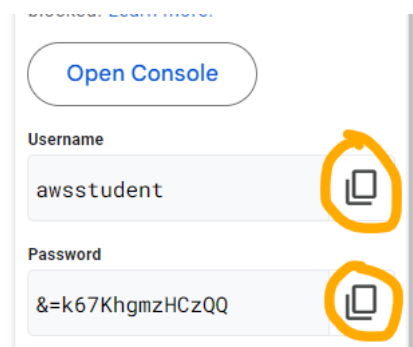 Open Console
Username
awsstudent
Password
&=k67KhgmzHCzQQ